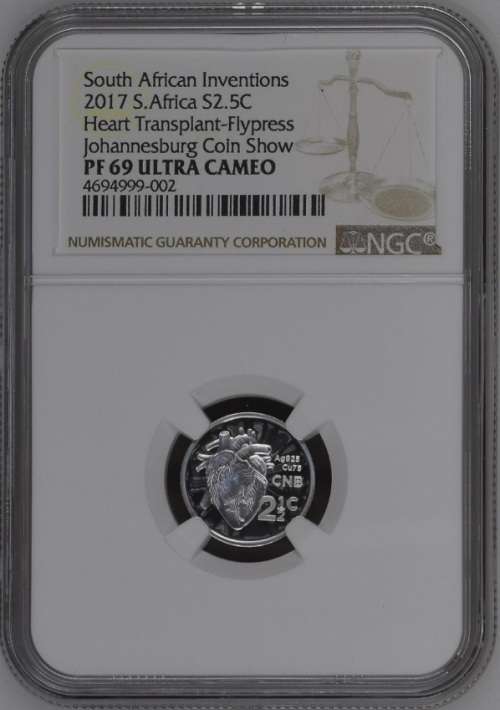 South African Inventions
2017 S.Africa S2.5C
Heart Transplant-Flypress
Johannesburg Coin Show
PF 69 ULTRA CAMEO
4694999-002
NUMISMATIC GUARANTY CORPORATION
NGC®
Ag925
Cu75
CNB
2½C